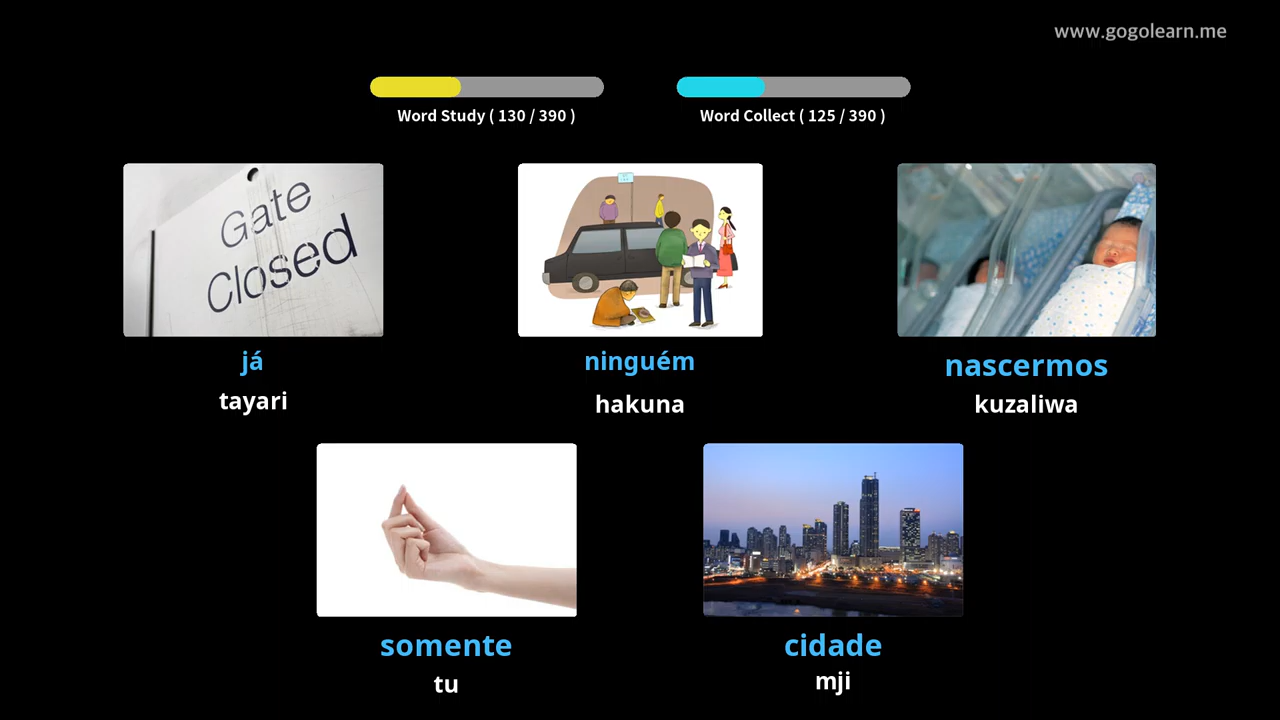 www.gogolearn.me
Word Study ( 130 / 390 )
Word Collect ( 125 / 390 )
Gate
Closed
já
tayari
ninguém
hakuna
nascermos
kuzaliwa
somente
tu
cidade
mji